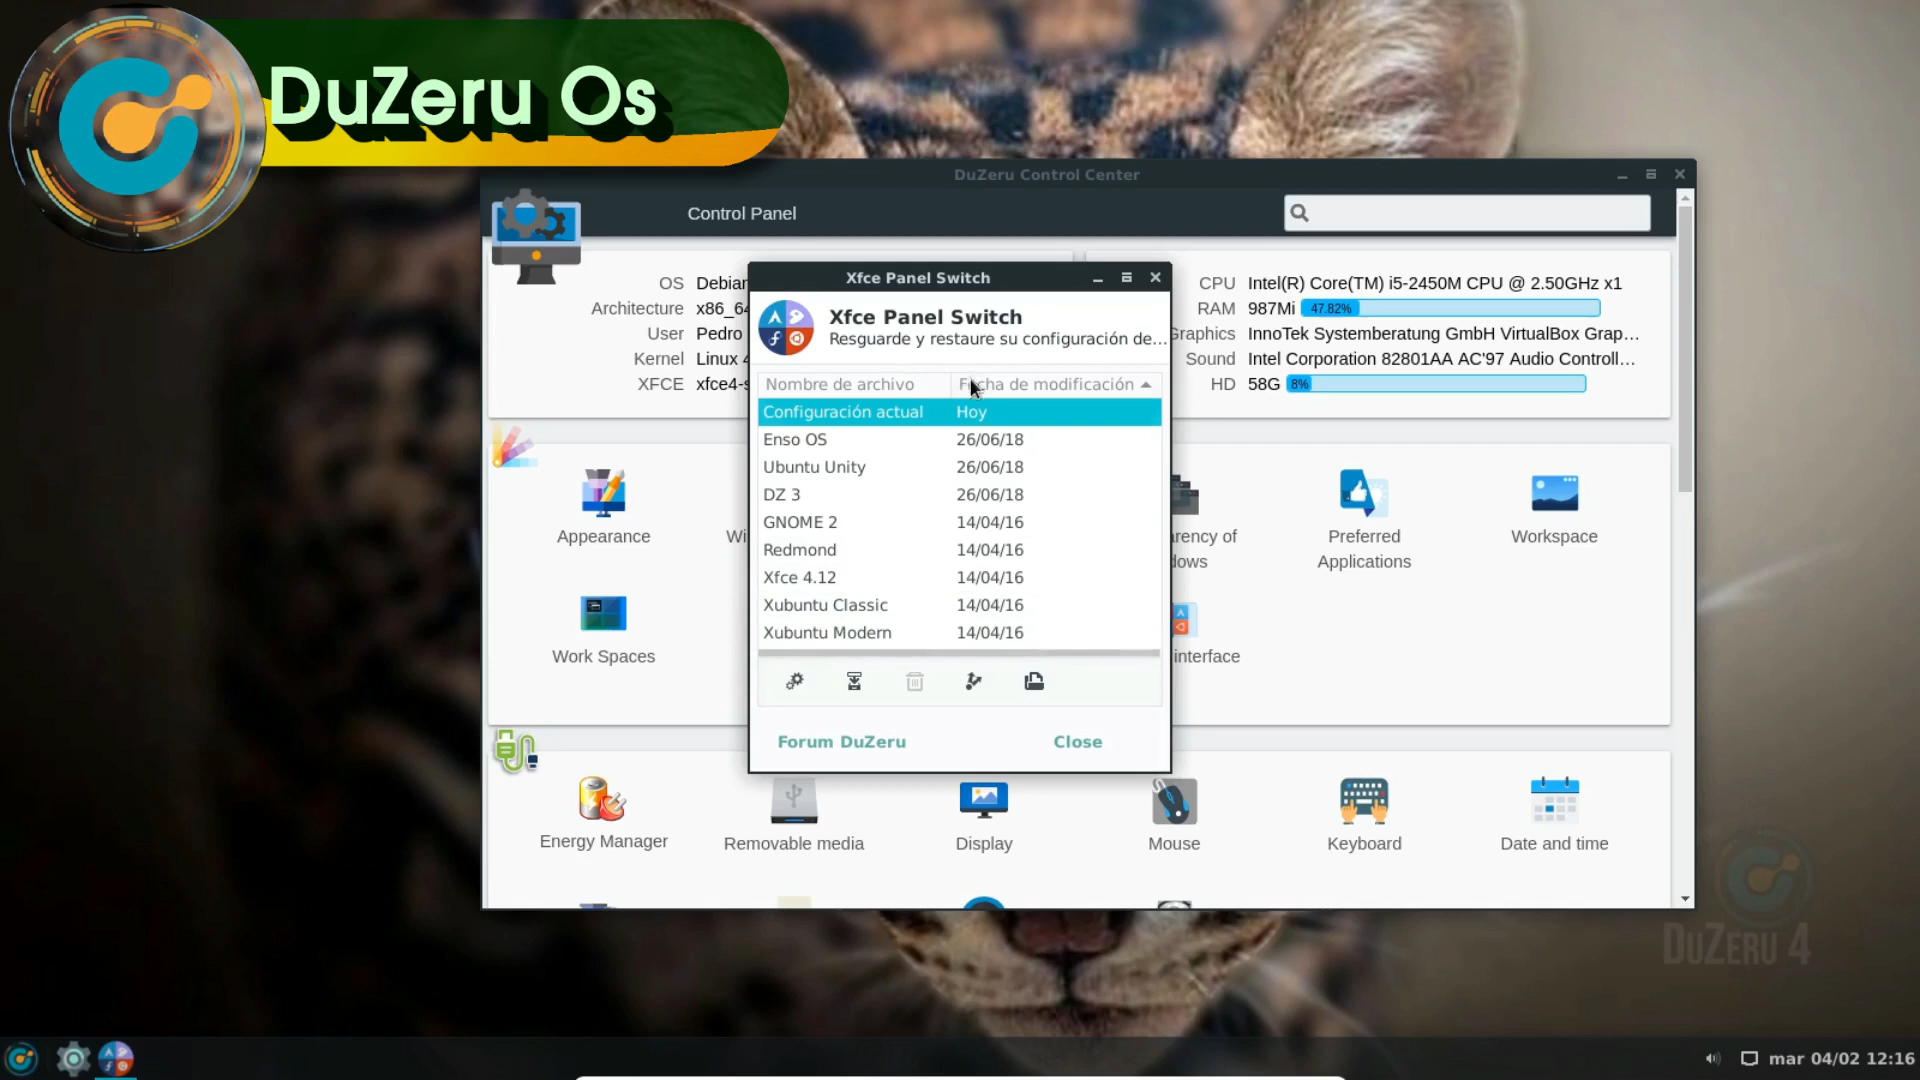 DuZeru Os
DuZeru Control Center
Control Panel
OS Debian
Architecture x86_64
User Pedro
Kernel Linux 4
XFCE xfce4-s
CPU Intel(R) Core(TM) i5-2450M CPU @ 2.50GHz x1
RAM 987Mi 47.82%
Graphics InnoTek Systemberatung GmbH VirtualBox Grap...
Sound Intel Corporation 82801AA AC'97 Audio Controll...
HD 58G 8%
Xfce Panel Switch
Xfce Panel Switch
Resguarde y restaure su configuración de...
Nombre de archivo Fecha de modificación
Configuración actual Hoy
Enso OS 26/06/18
Ubuntu Unity 26/06/18
DZ 3 26/06/18
GNOME 2 14/04/16
Redmond 14/04/16
Xfce 4.12 14/04/16
Xubuntu Classic 14/04/16
Xubuntu Modern 14/04/16
Forum DuZeru Close
Appearance
Wi
rency of
dows
Preferred
Applications
Workspace
Work Spaces
interface
Energy Manager
Removable media
Display
Mouse
Keyboard
Date and time
DuZeru 4
mar 04/02 12:16